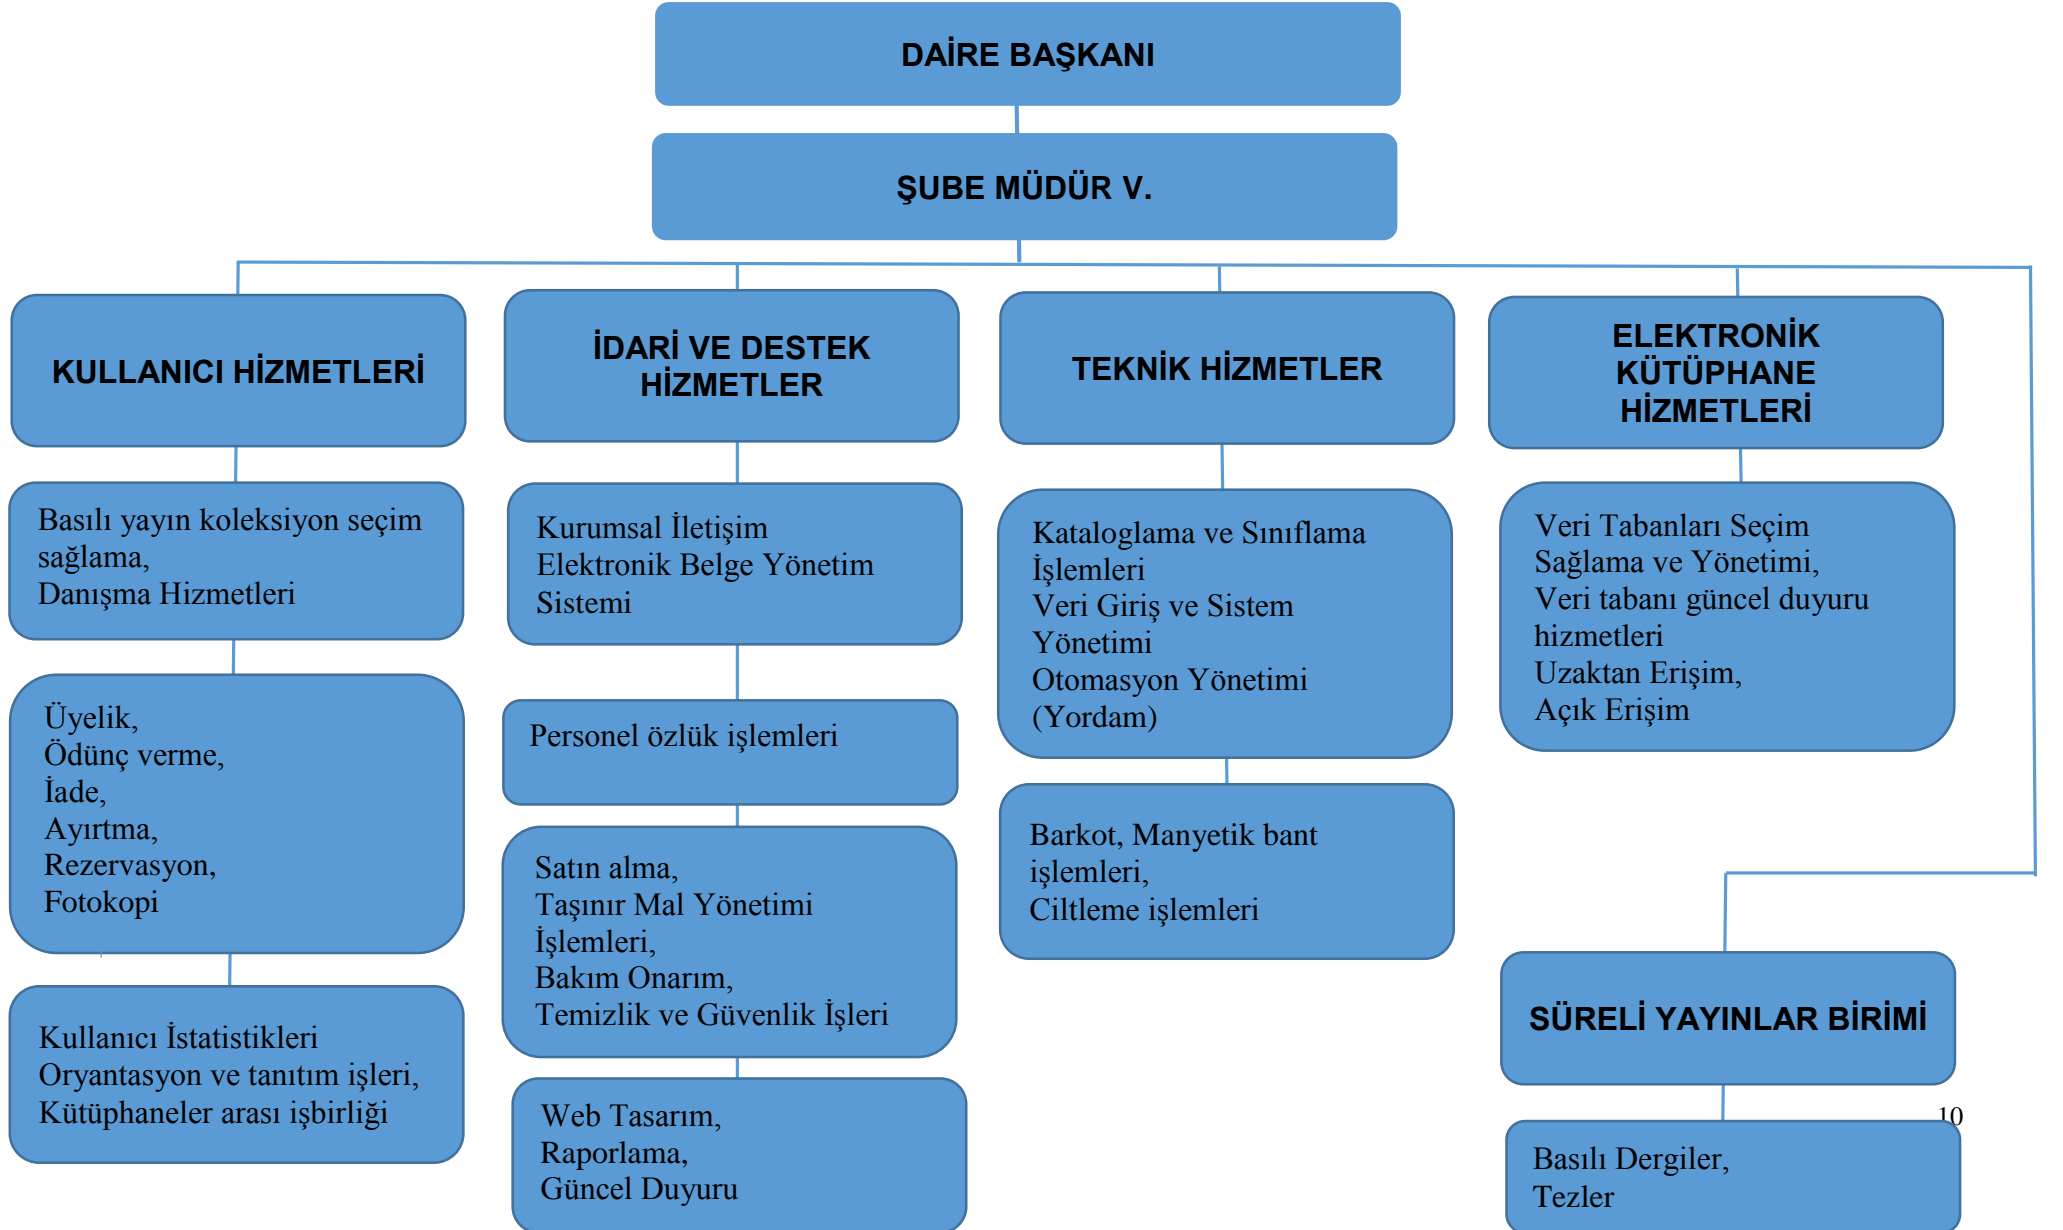 DAİRE BAŞKANI
ŞUBE MÜDÜR V.
KULLANICI HİZMETLERİ
Basılı yayın koleksiyon seçim
sağlama,
Danışma Hizmetleri
Üyelik,
Ödünç verme,
İade,
Ayırtma,
Rezervasyon,
Fotokopi
Kullanıcı İstatistikleri
Oryantasyon ve tanıtım işleri,
Kütüphaneler arası işbirliği
İDARİ VE DESTEK
HİZMETLER
Kurumsal İletişim
Elektronik Belge Yönetim
Sistemi
Personel özlük işlemleri
Satın alma,
Taşınır Mal Yönetimi
İşlemleri,
Bakım Onarım,
Temizlik ve Güvenlik İşleri
Web Tasarım,
Raporlama,
Güncel Duyuru
TEKNİK HİZMETLER
Kataloglama ve Sınıflama
İşlemleri
Veri Giriş ve Sistem
Yönetimi
Otomasyon Yönetimi
(Yordam)
Barkot, Manyetik bant
işlemleri,
Ciltleme işlemleri
ELEKTRONİK
KÜTÜPHANE
HİZMETLERİ
Veri Tabanları Seçim
Sağlama ve Yönetimi,
Veri tabanı güncel duyuru
hizmetleri
Uzaktan Erişim,
Açık Erişim
SÜRELİ YAYINLAR BİRİMİ
Basılı Dergiler,
Tezler
10